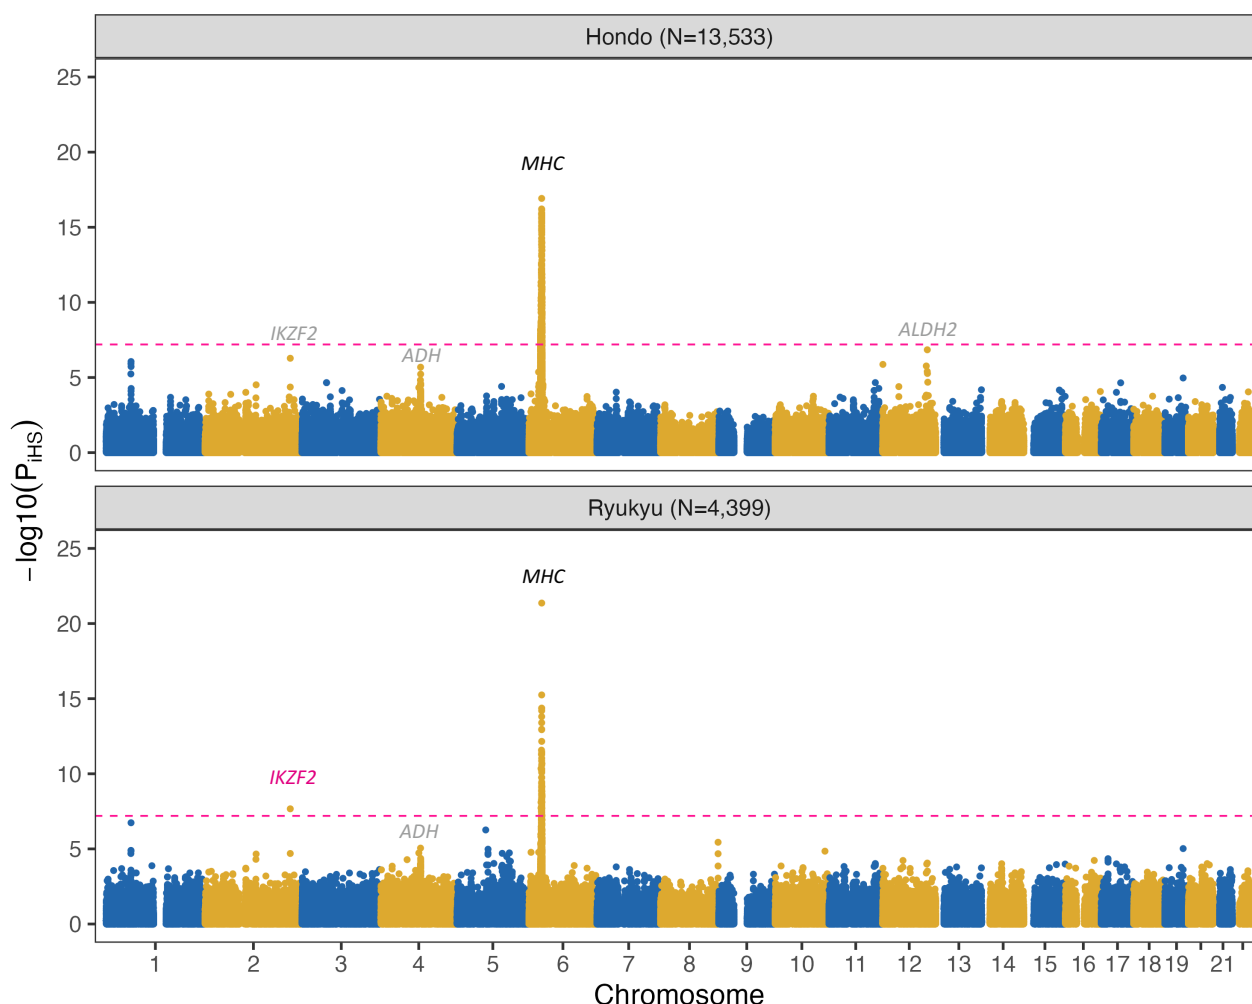 Hondo (N=13,533)
25
20
15
10
5
0
MHC
IKZF2
ADH
ALDH2
−log10(PiHS)
Ryukyu (N=4,399)
25
20
15
10
5
0
MHC
IKZF2
ADH
1 2 3 4 5 6 7 8 9 10 11 12 13 14 15 16 17 18 19 21
Chromosome